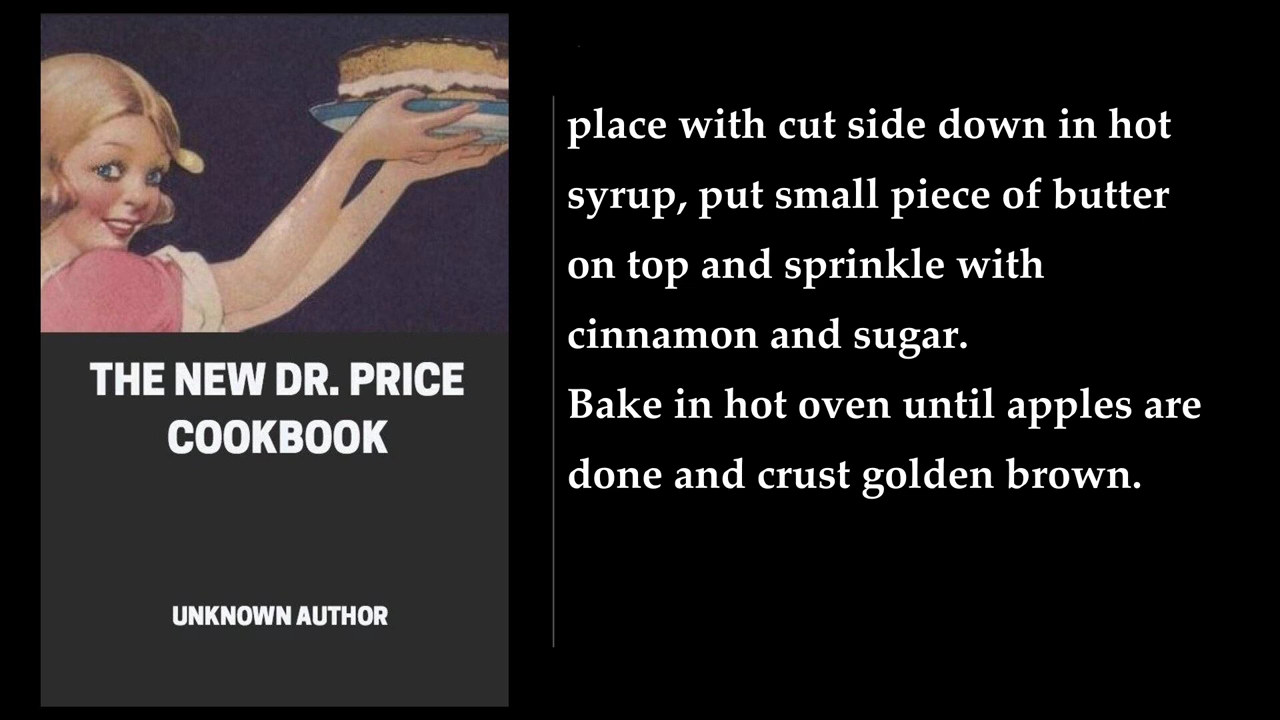 THE NEW DR. PRICE
COOKBOOK
UNKNOWN AUTHOR
place with cut side down in hot
syrup, put small piece of butter
on top and sprinkle with
cinnamon and sugar.
Bake in hot oven until apples are
done and crust golden brown.